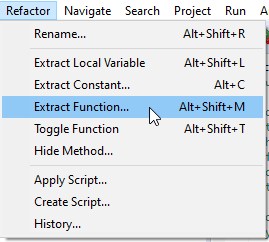 Refactor Navigate Search Project Run
Rename... Alt+Shift+R
Extract Local Variable Alt+Shift+L
Extract Constant... Alt+C
Extract Function... Alt+Shift+M
Toggle Function Alt+Shift+T
Hide Method...
Apply Script...
Create Script...
History...